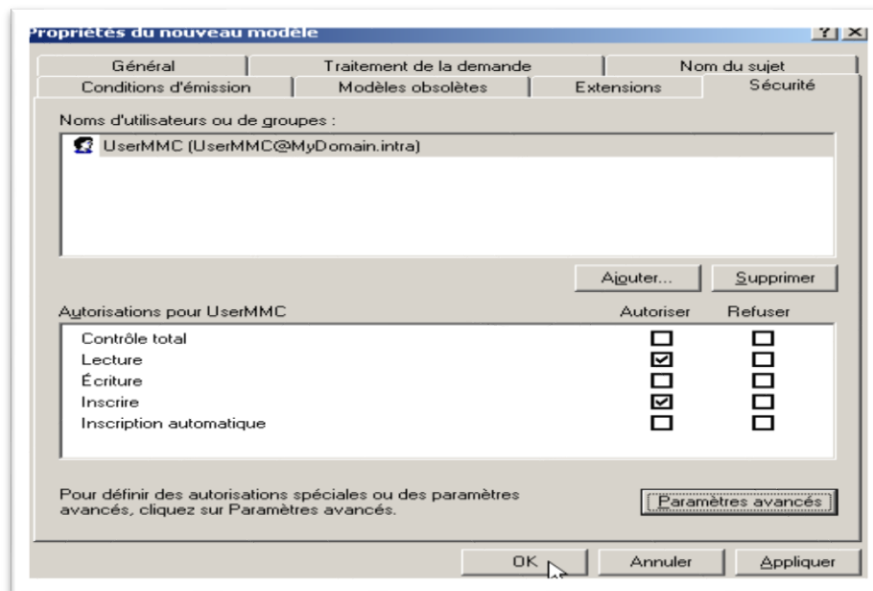 Propriétés du nouveau modèle
Général Traitement de la demande Nom du sujet
Conditions d'émission Modèles obsolètes Extensions Sécurité
Noms d'utilisateurs ou de groupes :
UserMMC (UserMMC@MyDomain.intra)
Ajouter... Supprimer
Autorisations pour UserMMC Autoriser Refuser
Contrôle total
Lecture
Écriture
Inscrire
Inscription automatique
Pour définir des autorisations spéciales ou des paramètres
avancés, cliquez sur Paramètres avancés.
Paramètres avancés
OK Annuler Appliquer